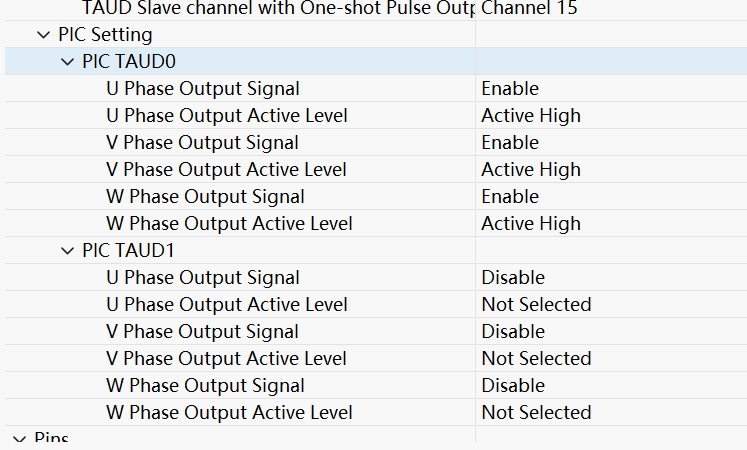 TAUD Slave channel with One-shot Pulse Outp Channel 15
PIC Setting
PIC TAUD0
U Phase Output Signal Enable
U Phase Output Active Level Active High
V Phase Output Signal Enable
V Phase Output Active Level Active High
W Phase Output Signal Enable
W Phase Output Active Level Active High
PIC TAUD1
U Phase Output Signal Disable
U Phase Output Active Level Not Selected
V Phase Output Signal Disable
V Phase Output Active Level Not Selected
W Phase Output Signal Disable
W Phase Output Active Level Not Selected
Pins